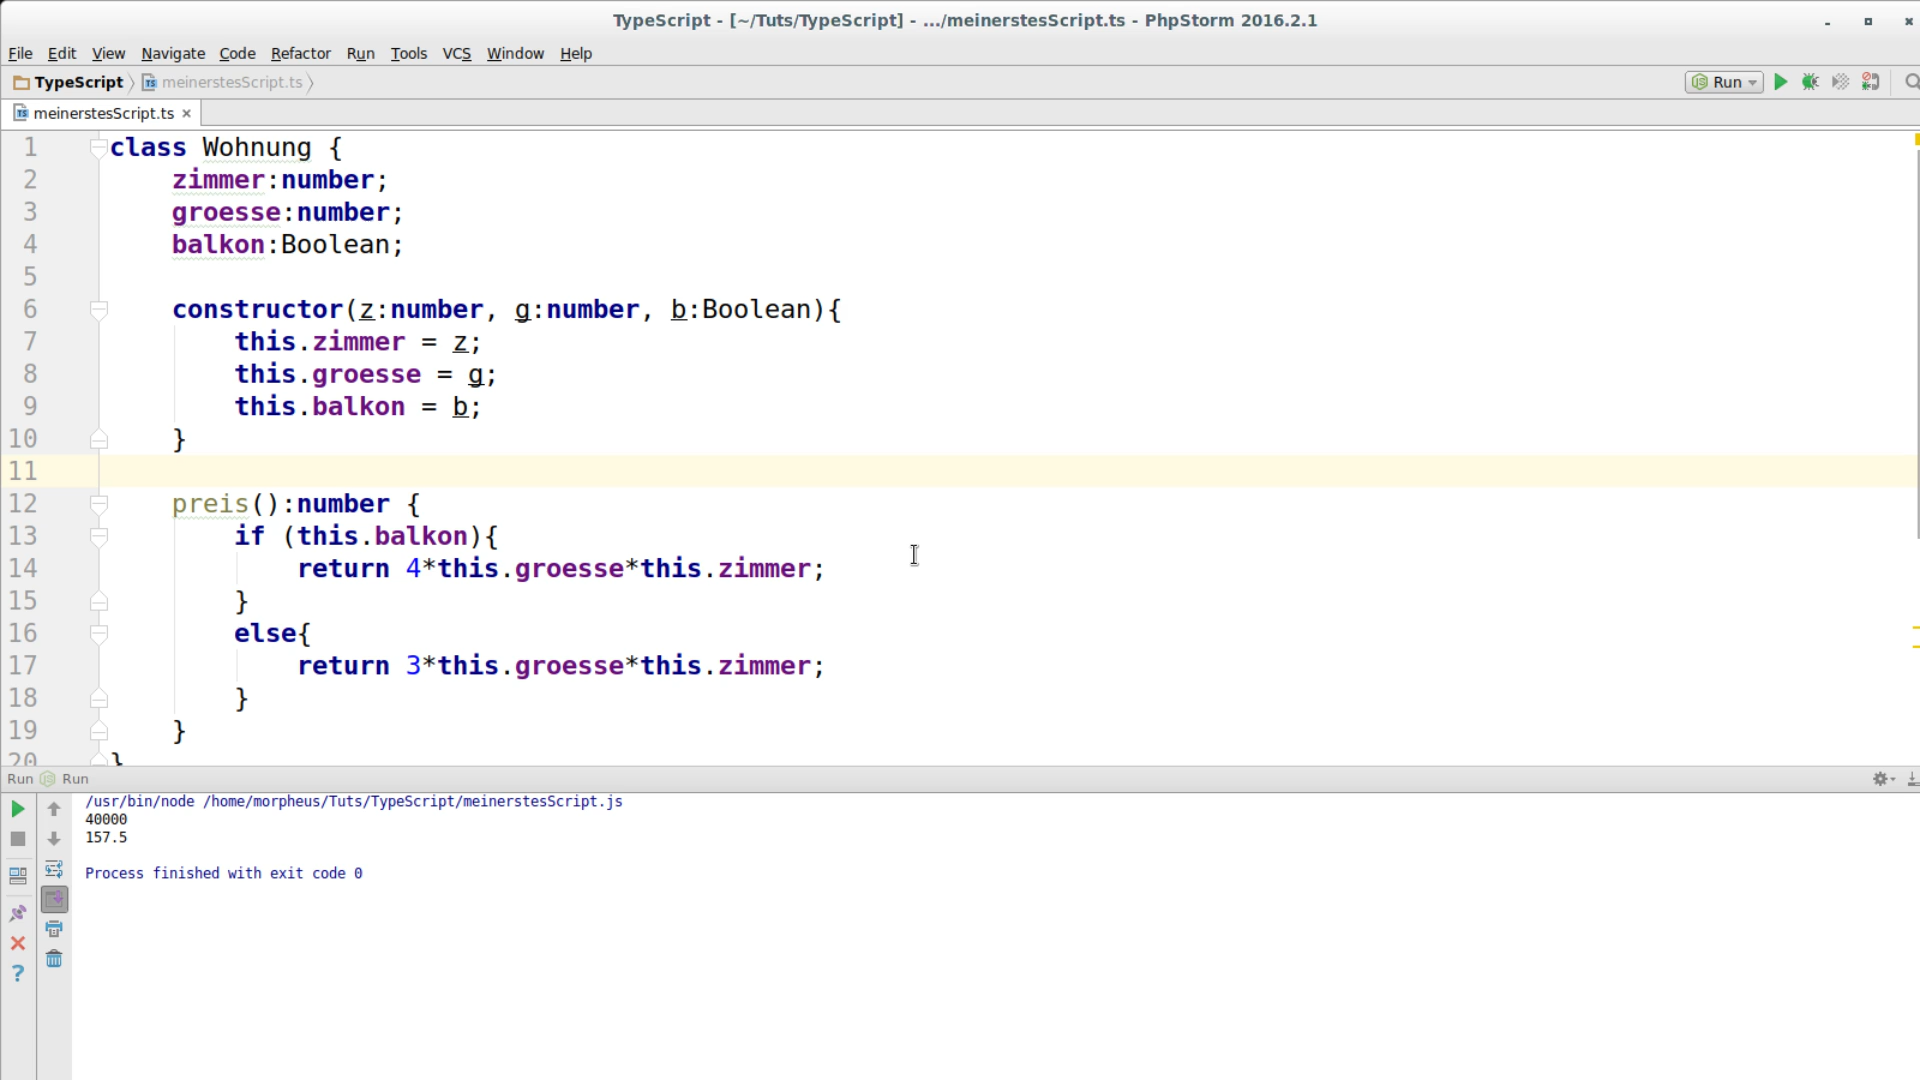 TypeScript - [~/Tuts/TypeScript] - .../meinerstesScript.ts - PhpStorm 2016.2.1
File Edit View Navigate Code Refactor Run Tools VCS Window Help
TypeScript meinerstesScript.ts Run
meinerstesScript.ts
1 class Wohnung {
2 zimmer:number;
3 groesse:number;
4 balkon:Boolean;
5
6 constructor(z:number, g:number, b:Boolean){
7 this.zimmer = z;
8 this.groesse = g;
9 this.balkon = b;
10 }
11
12 preis():number {
13 if (this.balkon){
14 return 4*this.groesse*this.zimmer;
15 }
16 else{
17 return 3*this.groesse*this.zimmer;
18 }
19 }
20 }
Run Run
/usr/bin/node /home/morpheus/Tuts/TypeScript/meinerstesScript.js
40000
157.5
Process finished with exit code 0